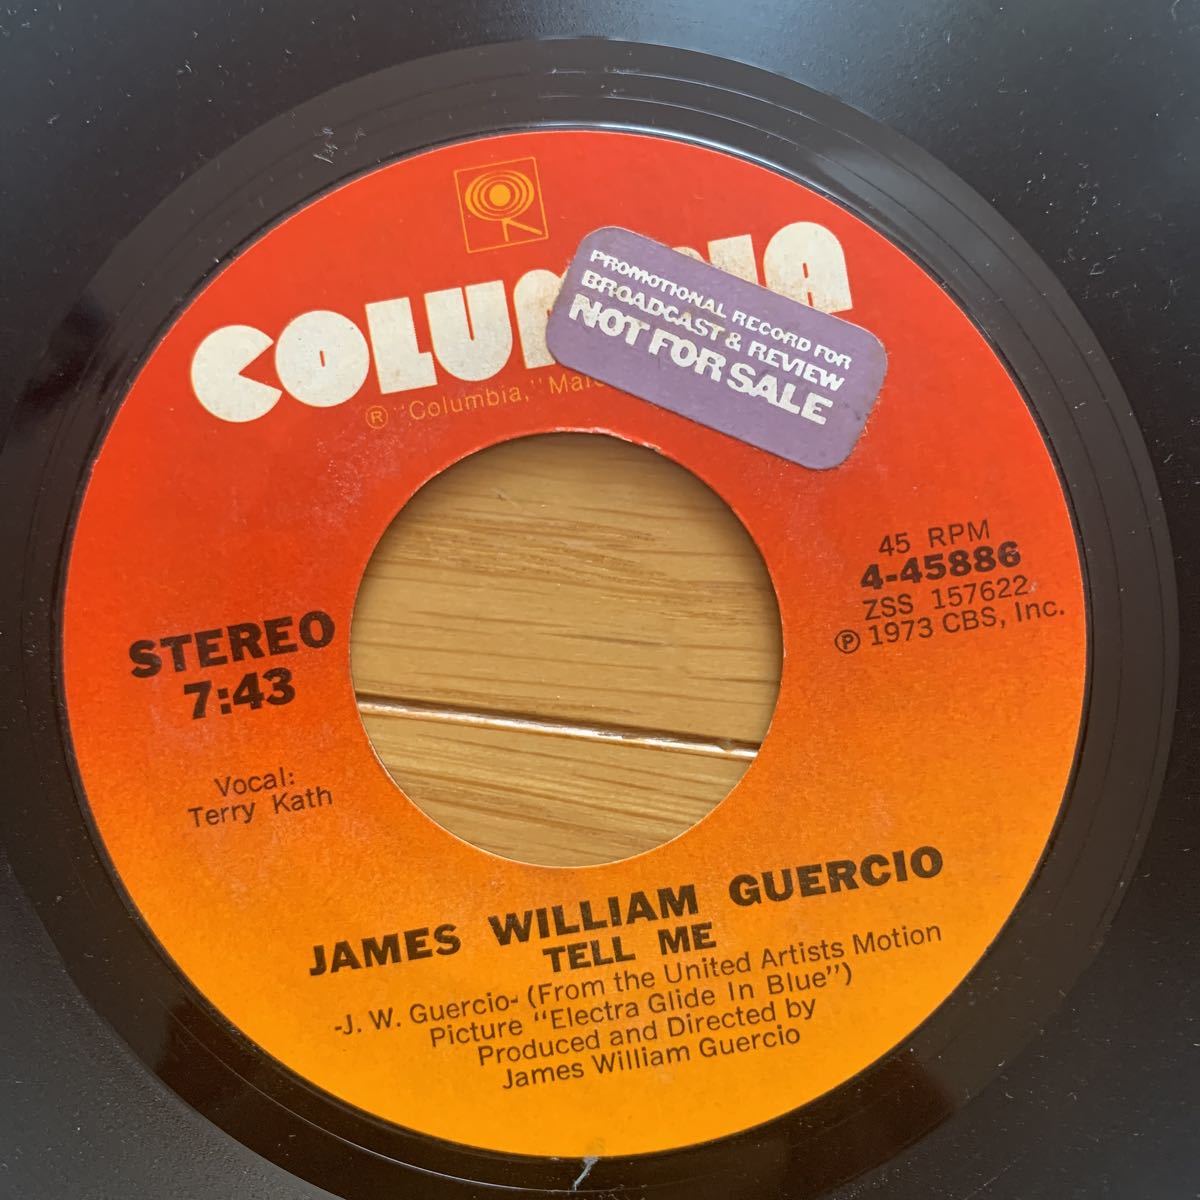 COLUMBIA
PROMOTIONAL RECORD FOR
BROADCAST & REVIEW
NOT FOR SALE
® "Columbia,"
45 RPM
4-45886
ZSS 157622
℗ 1973 CBS, Inc.
STEREO
7:43
Vocal:
Terry Kath
JAMES WILLIAM GUERCIO
TELL ME
-J. W. Guercio- (From the United Artists Motion
Picture "Electra Glide In Blue")
Produced and Directed by
James William Guercio